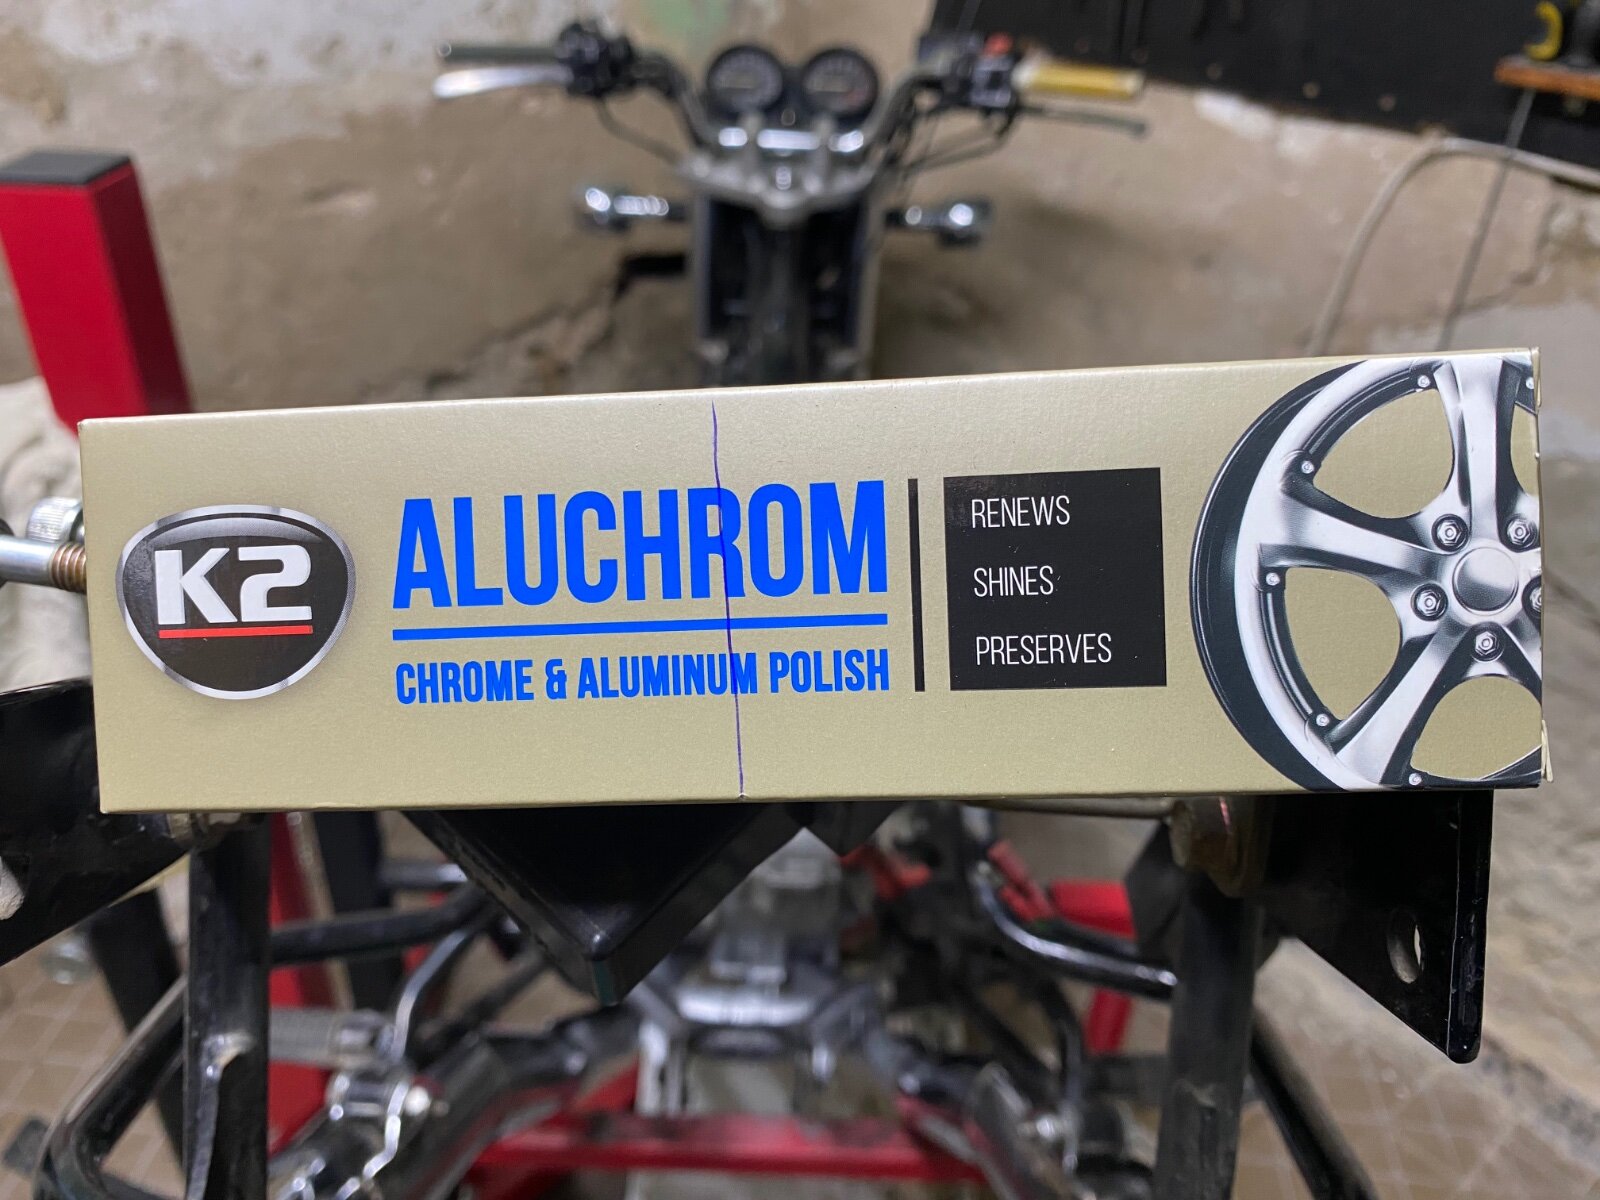 K2
ALUCHROM
CHROME & ALUMINUM POLISH
RENEWS
SHINES
PRESERVES